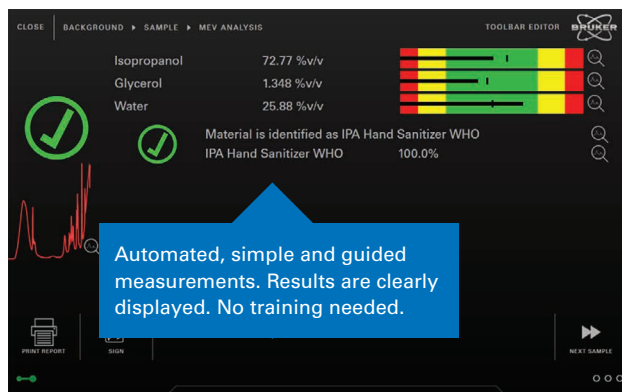 CLOSE BACKGROUND ▸ SAMPLE ▸ MEV ANALYSIS TOOLBAR EDITOR BRUKER
Isopropanol 72.77 %v/v
Glycerol 1.348 %v/v
Water 25.88 %v/v
Material is identified as IPA Hand Sanitizer WHO
IPA Hand Sanitizer WHO 100.0%
Automated, simple and guided
measurements. Results are clearly
displayed. No training needed.
PRINT REPORT SIGN NEXT SAMPLE